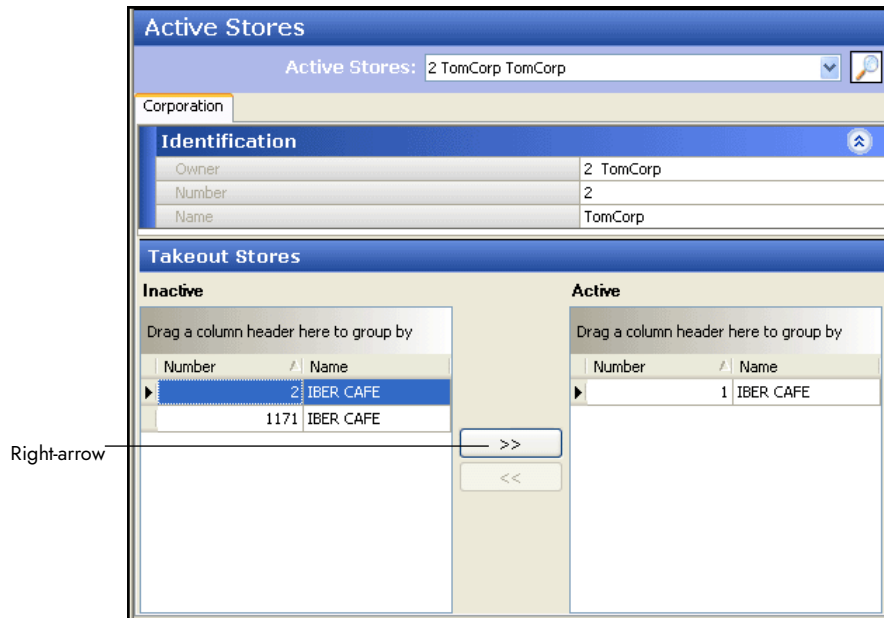 Active Stores
Active Stores: 2 TomCorp TomCorp
Corporation
Identification
Owner 2 TomCorp
Number 2
Name TomCorp
Takeout Stores
Inactive Active
Drag a column header here to group by Drag a column header here to group by
Number Name Number Name
2 IBER CAFE 1 IBER CAFE
1171 IBER CAFE
Right-arrow >>
<<